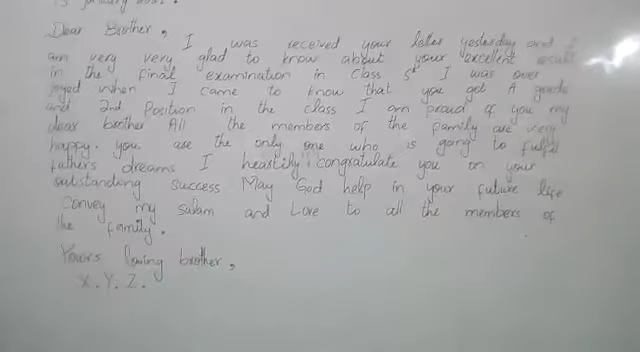 January
Dear Brother,
I was received your letter yesterday and I
am very very glad to know about your excellent result
in the final examination in class 5th I was over
joyed when I came to know that you got A grade
and 2nd Position in the class I am proud of you my
dear brother All the members of the family are very
happy. you are the only one who is going to fulfil
fathers dreams I heartily congratulate you on your
outstanding success May God help in your future life
Convey my Salam and Love to all the members of
the family.
Yours loving brother,
X.Y.Z.